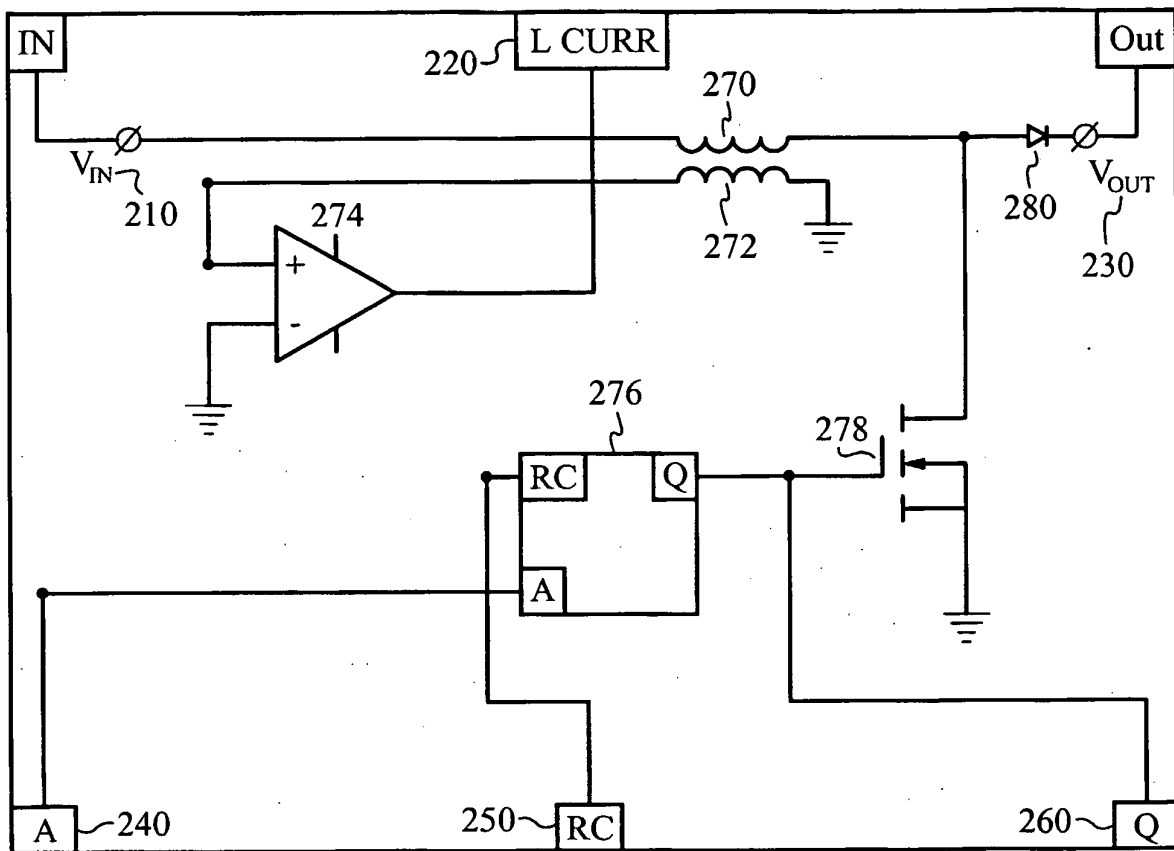 IN
220
L CURR
Out
270
V_IN
210
274
272
280
V_OUT
230
+
-
276
278
RC
Q
A
A
240
250
RC
260
Q